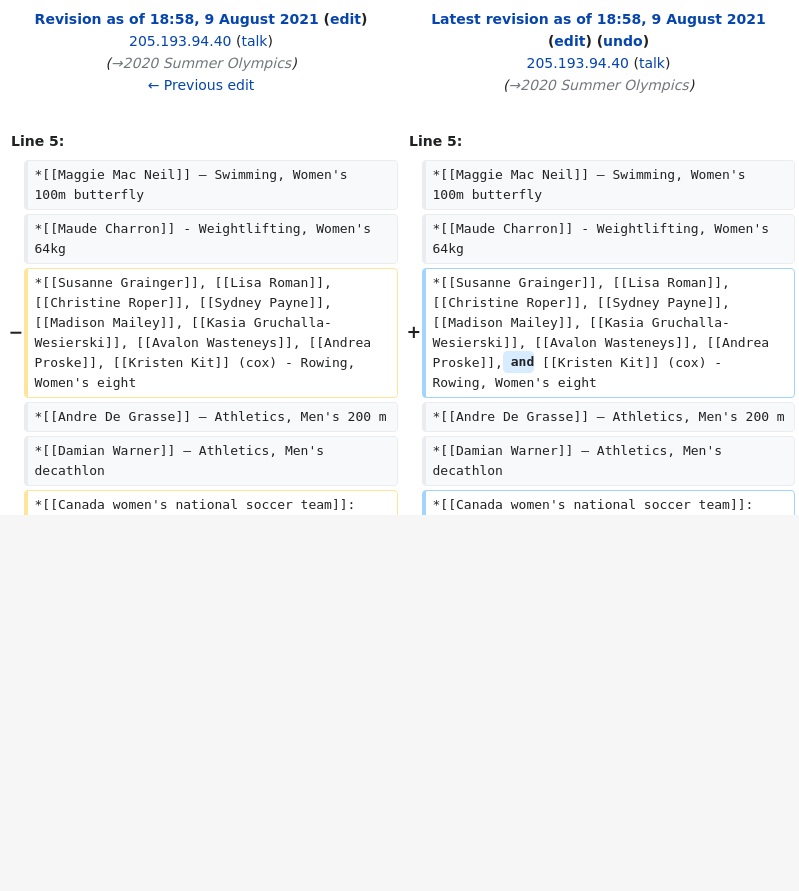 Revision as of 18:58, 9 August 2021 (edit)
205.193.94.40 (talk)
(→2020 Summer Olympics)
← Previous edit
Latest revision as of 18:58, 9 August 2021
(edit) (undo)
205.193.94.40 (talk)
(→2020 Summer Olympics)
Line 5:
Line 5:
*[[Maggie Mac Neil]] – Swimming, Women's
100m butterfly
*[[Maggie Mac Neil]] – Swimming, Women's
100m butterfly
*[[Maude Charron]] - Weightlifting, Women's
64kg
*[[Maude Charron]] - Weightlifting, Women's
64kg
−
*[[Susanne Grainger]], [[Lisa Roman]],
[[Christine Roper]], [[Sydney Payne]],
[[Madison Mailey]], [[Kasia Gruchalla-
Wesierski]], [[Avalon Wasteneys]], [[Andrea
Proske]], [[Kristen Kit]] (cox) - Rowing,
Women's eight
+
*[[Susanne Grainger]], [[Lisa Roman]],
[[Christine Roper]], [[Sydney Payne]],
[[Madison Mailey]], [[Kasia Gruchalla-
Wesierski]], [[Avalon Wasteneys]], [[Andrea
Proske]], and [[Kristen Kit]] (cox) -
Rowing, Women's eight
*[[Andre De Grasse]] – Athletics, Men's 200 m
*[[Andre De Grasse]] – Athletics, Men's 200 m
*[[Damian Warner]] – Athletics, Men's
decathlon
*[[Damian Warner]] – Athletics, Men's
decathlon
*[[Canada women's national soccer team]]:
*[[Canada women's national soccer team]]: